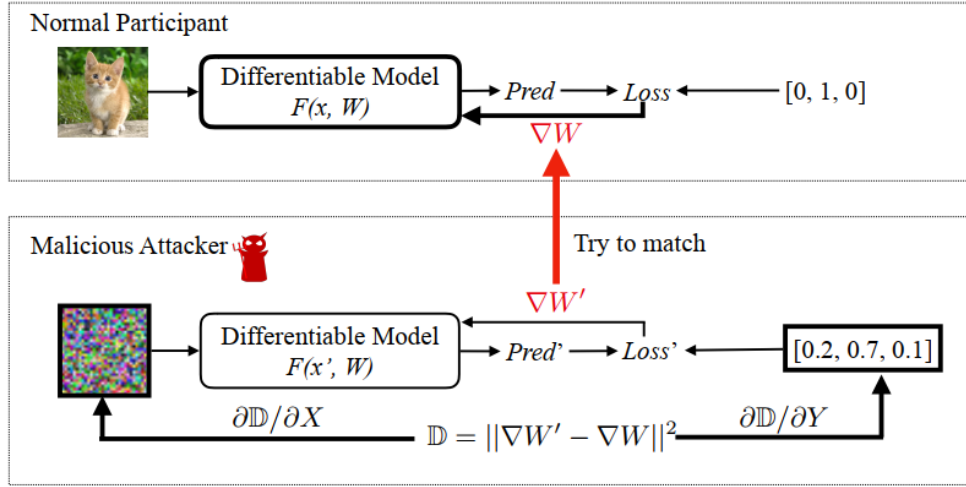 Normal Participant
Differentiable Model
F(x, W)
Pred
Loss
[0, 1, 0]
∇W
Malicious Attacker
Try to match
∇W′
Differentiable Model
F(x’, W)
Pred’
Loss’
[0.2, 0.7, 0.1]
∂𝔻/∂X
𝔻 = ||∇W′ − ∇W||²
∂𝔻/∂Y